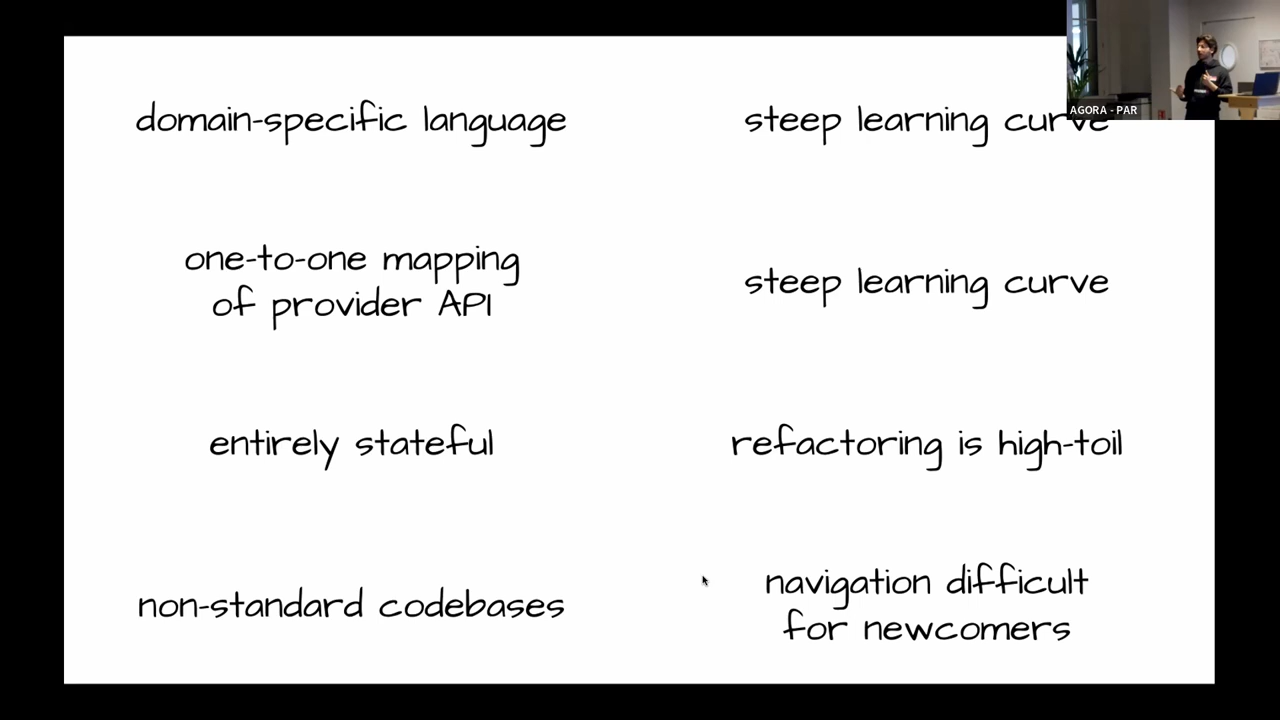 domain-specific language
steep learning curve
AGORA - PAR
one-to-one mapping
of provider API
steep learning curve
entirely stateful
refactoring is high-toil
non-standard codebases
navigation difficult
for newcomers